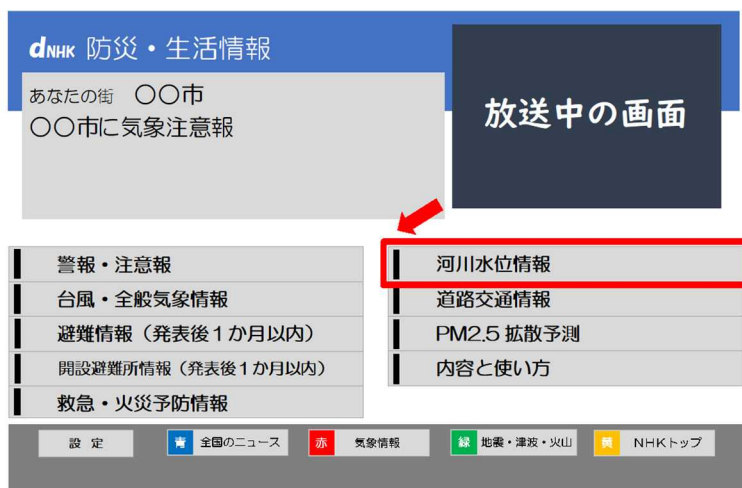 dNHK 防災・生活情報
あなたの街 〇〇市
〇〇市に気象注意報
放送中の画面
警報・注意報
台風・全般気象情報
避難情報（発表後１か月以内）
開設避難所情報（発表後１か月以内）
救急・火災予防情報
河川水位情報
道路交通情報
PM2.5 拡散予測
内容と使い方
設 定
青 全国のニュース
赤 気象情報
緑 地震・津波・火山
黄 NHKトップ